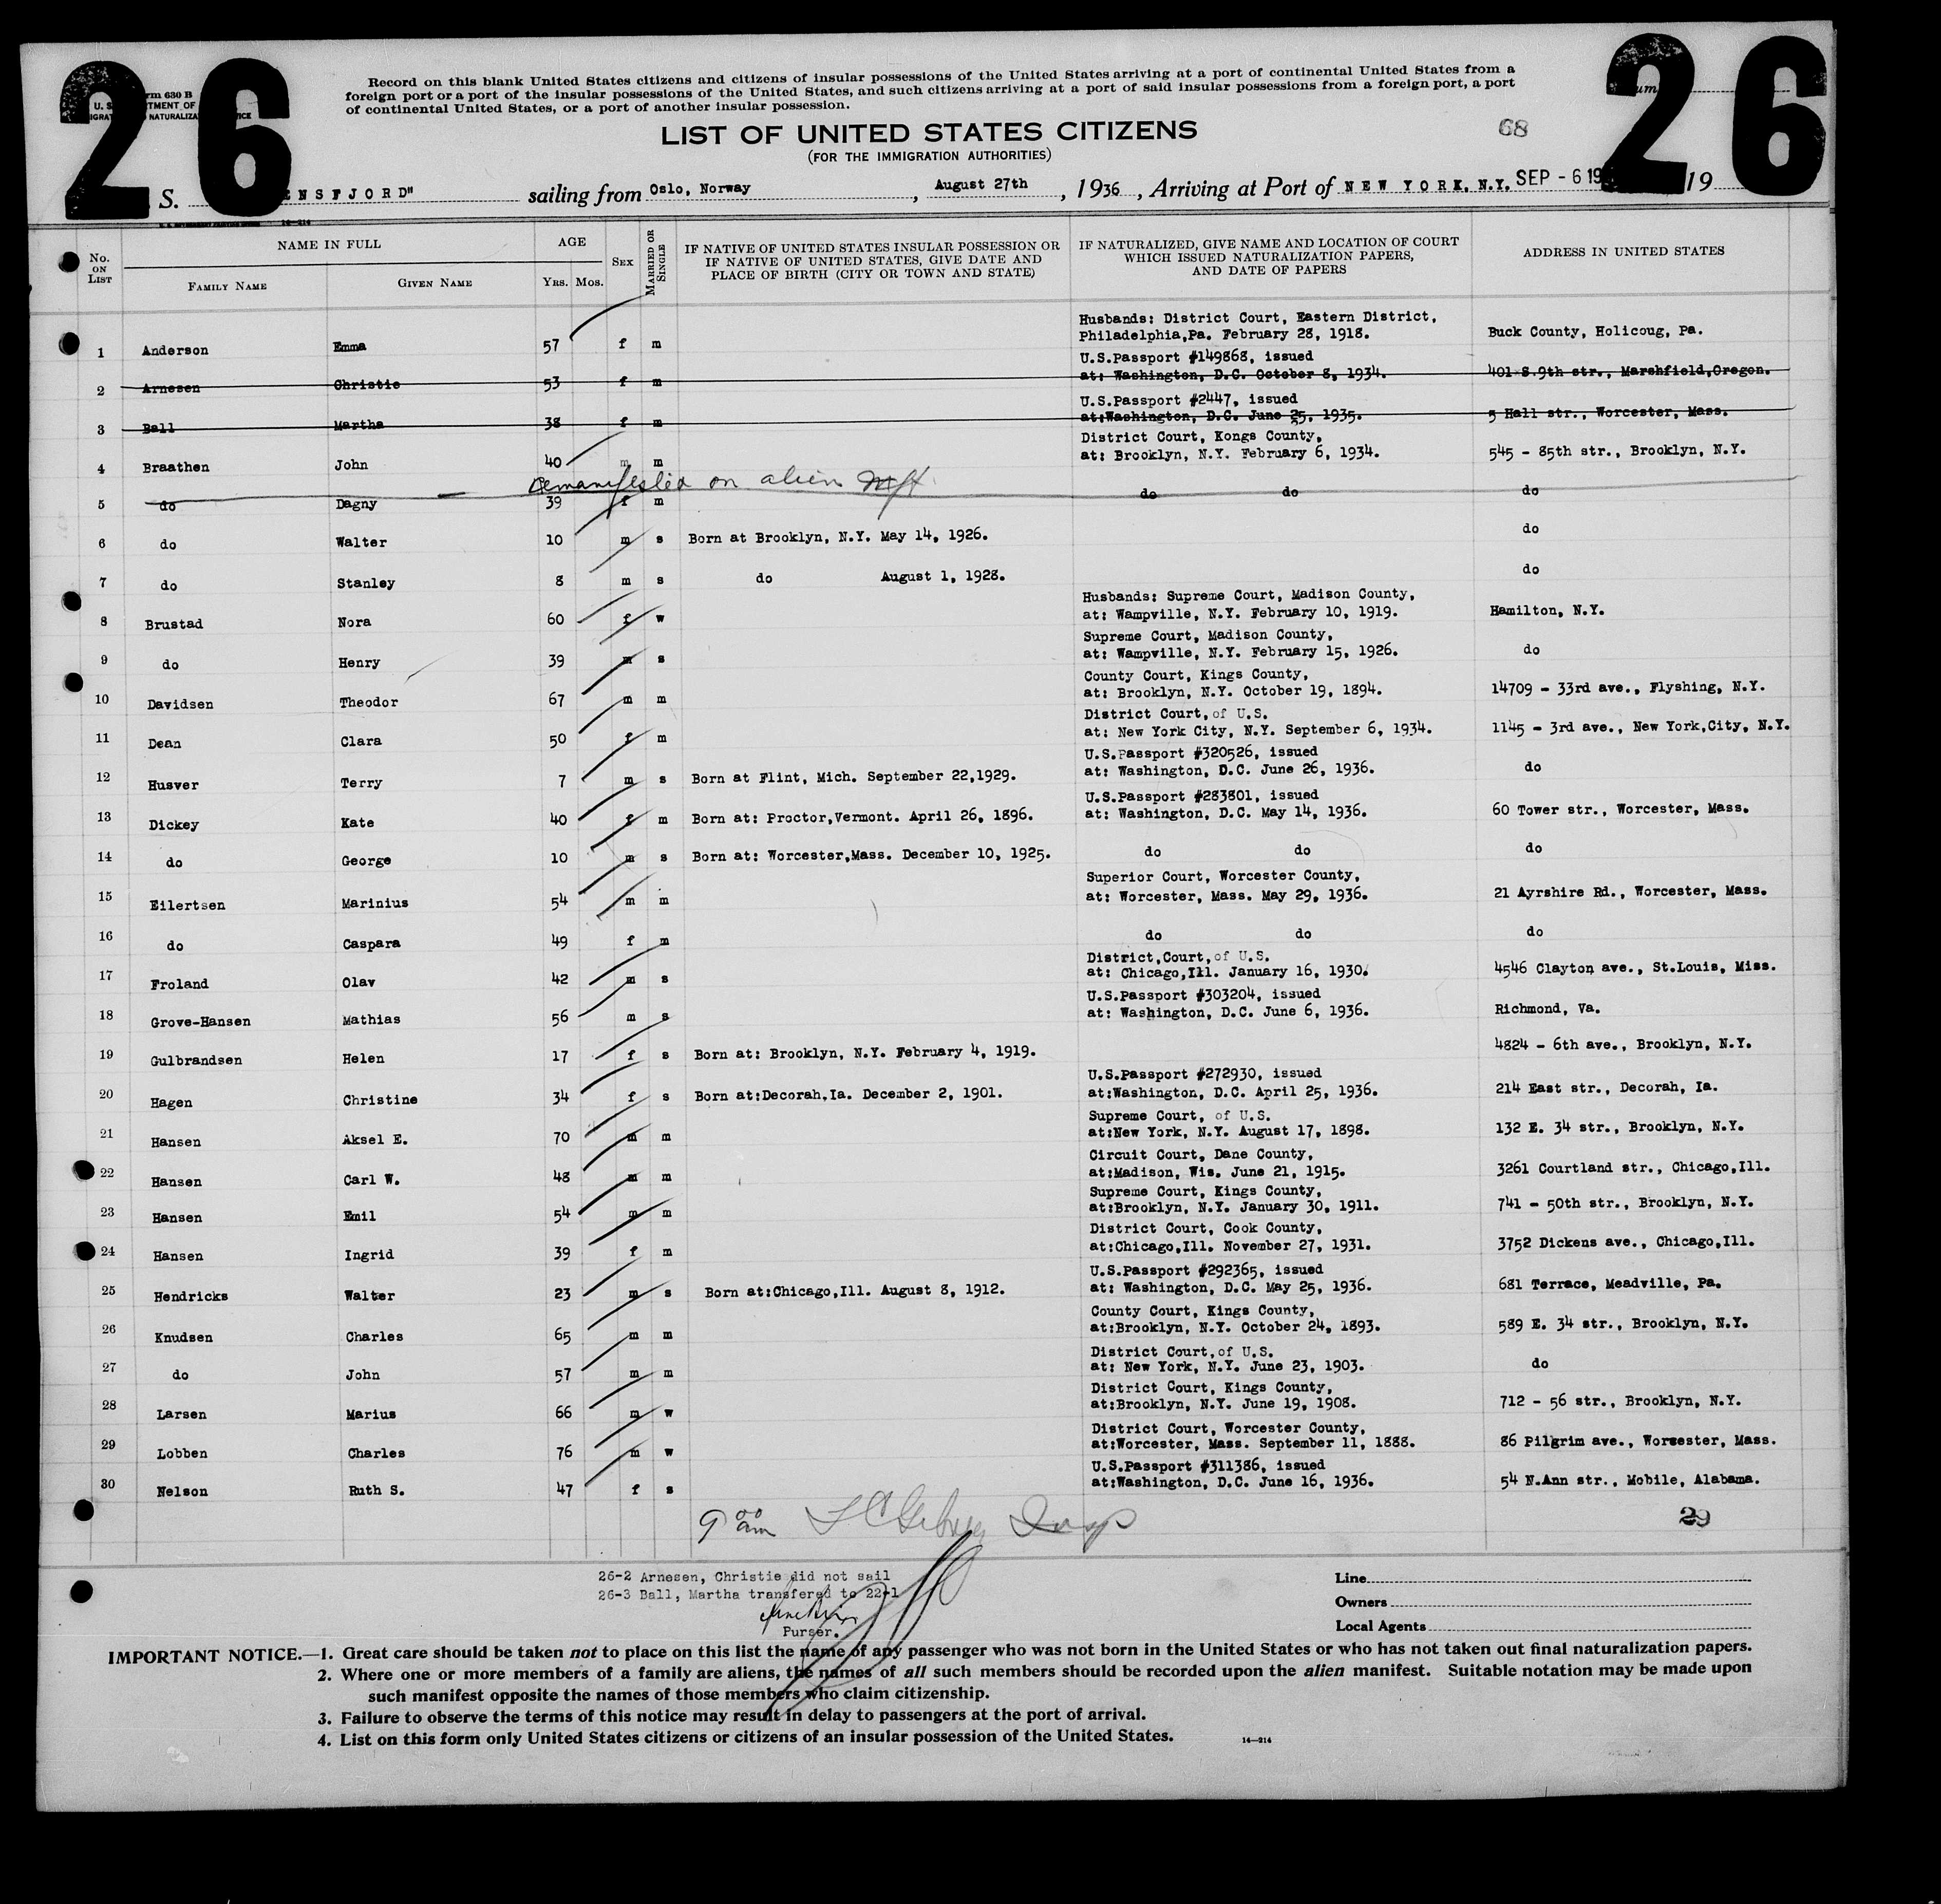 26
26
rm 630 B
NATURALIZA
Record on this blank United States citizens and citizens of insular possessions of the United States arriving at a port of continental United States from a
foreign port or a port of the insular possessions of the United States, and such citizens arriving at a port of said insular possessions from a foreign port, a port
of continental United States, or a port of another insular possession.
LIST OF UNITED STATES CITIZENS
(FOR THE IMMIGRATION AUTHORITIES)
68
S. ENSFJORD" sailing from Oslo, Norway, August 27th, 1936, Arriving at Port of NEW YORK, N.Y. SEP - 6 19 19
No. on List NAME IN FULL AGE Sex Married or Single IF NATIVE OF UNITED STATES INSULAR POSSESSION OR IF NATIVE OF UNITED STATES, GIVE DATE AND PLACE OF BIRTH (CITY OR TOWN AND STATE) IF NATURALIZED, GIVE NAME AND LOCATION OF COURT WHICH ISSUED NATURALIZATION PAPERS, AND DATE OF PAPERS ADDRESS IN UNITED STATES
Family Name Given Name Yrs. Mos.
Husbands: District Court, Eastern District,
1 Anderson Emma 57 f m Philadelphia,Pa. February 28, 1918. Buck County, Holicoug, Pa.
U.S.Passport #149868, issued
2 Arnesen Christie 53 f m at: Washington, D.C. October 8, 1934. 401 S.9th str., Marshfield,Oregon.
U.S.Passport #2447, issued
3 Ball Martha 38 f m at:Washington, D.C. June 25, 1935. 5 Hall str., Worcester, Mass.
District Court, Kongs County,
4 Braathen John 40 m m at: Brooklyn, N.Y. February 6, 1934. 545 - 85th str., Brooklyn, N.Y.
on alien
5 do Dagny 39 f m do do do
6 do Walter 10 m s Born at Brooklyn, N.Y. May 14, 1926. do
7 do Stanley 8 m s do August 1, 1928. do
Husbands: Supreme Court, Madison County,
8 Brustad Nora 60 f w at: Wampville, N.Y. February 10, 1919. Hamilton, N.Y.
Supreme Court, Madison County,
9 do Henry 39 m s at: Wampville, N.Y. February 15, 1926. do
County Court, Kings County,
10 Davidsen Theodor 67 m m at: Brooklyn, N.Y. October 19, 1894. 14709 - 33rd ave., Flyshing, N.Y.
District Court, of U.S.
11 Dean Clara 50 f m at: New York City, N.Y. September 6, 1934. 1145 - 3rd ave., New York,City, N.Y.
U.S.Passport #320526, issued
12 Husver Terry 7 m s Born at Flint, Mich. September 22,1929. at: Washington, D.C. June 26, 1936. do
U.S.Passport #283801, issued
13 Dickey Kate 40 f m Born at: Proctor,Vermont. April 26, 1896. at: Washington, D.C. May 14, 1936. 60 Tower str., Worcester, Mass.
14 do George 10 m s Born at: Worcester,Mass. December 10, 1925. do do do
Superior Court, Worcester County,
15 Eilertsen Marinius 54 m m at: Worcester, Mass. May 29, 1936. 21 Ayrshire Rd., Worcester, Mass.
16 do Caspara 49 f m do do do
District,Court, of U.S.
17 Froland Olav 42 m s at: Chicago,Ill. January 16, 1930. 4546 Clayton ave., St.Louis, Miss.
U.S.Passport #303204, issued
18 Grove-Hansen Mathias 56 m s at: Washington, D.C. June 6, 1936. Richmond, Va.
19 Gulbrandsen Helen 17 f s Born at: Brooklyn, N.Y. February 4, 1919. 4824 - 6th ave., Brooklyn, N.Y.
U.S.Passport #272930, issued
20 Hagen Christine 34 f s Born at:Decorah,Ia. December 2, 1901. at:Washington, D.C. April 25, 1936. 214 East str., Decorah, Ia.
Supreme Court, of U.S.
21 Hansen Aksel E. 70 m m at:New York, N.Y. August 17, 1898. 132 E. 34 str., Brooklyn, N.Y.
Circuit Court, Dane County,
22 Hansen Carl W. 48 m m at:Madison, Wis. June 21, 1915. 3261 Courtland str., Chicago,Ill.
Supreme Court, Kings County,
23 Hansen Emil 54 m m at:Brooklyn, N.Y. January 30, 1911. 741 - 50th str., Brooklyn, N.Y.
District Court, Cook County,
24 Hansen Ingrid 39 f m at:Chicago,Ill. November 27, 1931. 3752 Dickens ave., Chicago,Ill.
U.S.Passport #292365, issued
25 Hendricks Walter 23 m s Born at:Chicago,Ill. August 8, 1912. at: Washington, D.C. May 25, 1936. 681 Terrace, Meadville, Pa.
County Court, Kings County,
26 Knudsen Charles 65 m m at:Brooklyn, N.Y. October 24, 1893. 589 E. 34 str., Brooklyn, N.Y.
District Court, of U.S.
27 do John 57 m m at: New York, N.Y. June 23, 1903. do
District Court, Kings County,
28 Larsen Marius 66 m w at:Brooklyn, N.Y. June 19, 1908. 712 - 56 str., Brooklyn, N.Y.
District Court, Worcester County,
29 Lobben Charles 76 m w at:Worcester, Mass. September 11, 1888. 86 Pilgrim ave., Worsester, Mass.
U.S.Passport #311386, issued
30 Nelson Ruth S. 47 f s at:Washington, D.C. June 16, 1936. 54 N.Ann str., Mobile, Alabama.
9 00 am Insp
29
26-2 Arnesen, Christie did not sail
26-3 Ball, Martha transfered to 22-1
Purser.
Line
Owners
Local Agents
IMPORTANT NOTICE.—1. Great care should be taken not to place on this list the name of any passenger who was not born in the United States or who has not taken out final naturalization papers.
2. Where one or more members of a family are aliens, the names of all such members should be recorded upon the alien manifest. Suitable notation may be made upon
such manifest opposite the names of those members who claim citizenship.
3. Failure to observe the terms of this notice may result in delay to passengers at the port of arrival.
4. List on this form only United States citizens or citizens of an insular possession of the United States.
14—214